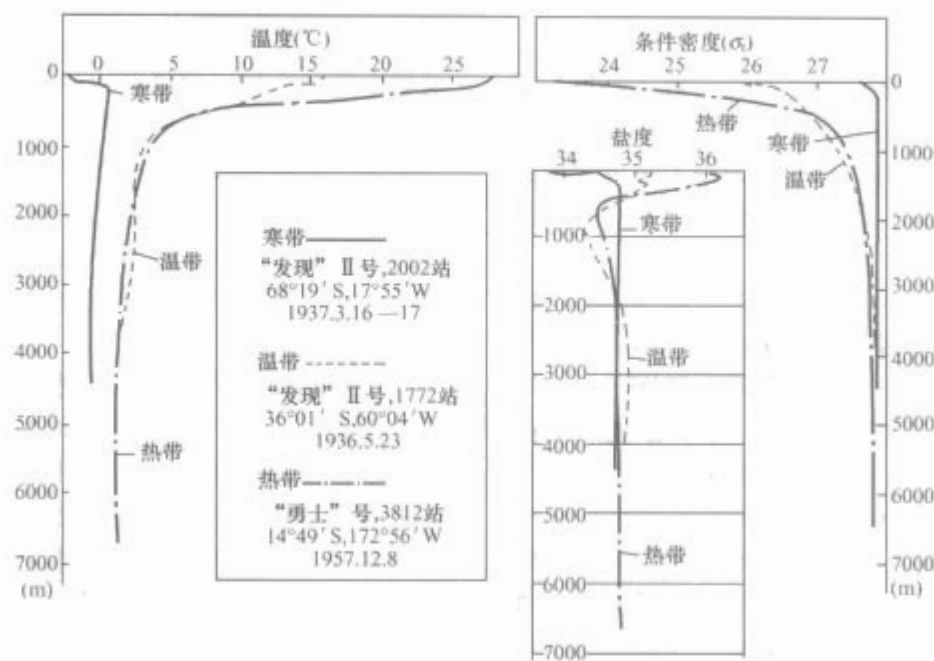 温度(℃)
0 5 10 15 20 25
0
1000
2000
3000
4000
5000
6000
7000
(m)
寒带
温带
热带
寒带
“发现” Ⅱ号,2002站
68°19′ S,17°55′W
1937.3.16 —17
温带
“发现” Ⅱ号,1772站
36°01′ S,60°04′W
1936.5.23
热带
“勇士” 号,3812站
14°49′S,172°56′W
1957.12.8
条件密度(σₜ)
24 25 26 27
热带
寒带
温带
0
1000
2000
3000
4000
5000
6000
7000
(m)
盐度
34 35 36
寒带
温带
热带
1000
2000
3000
4000
5000
6000
7000